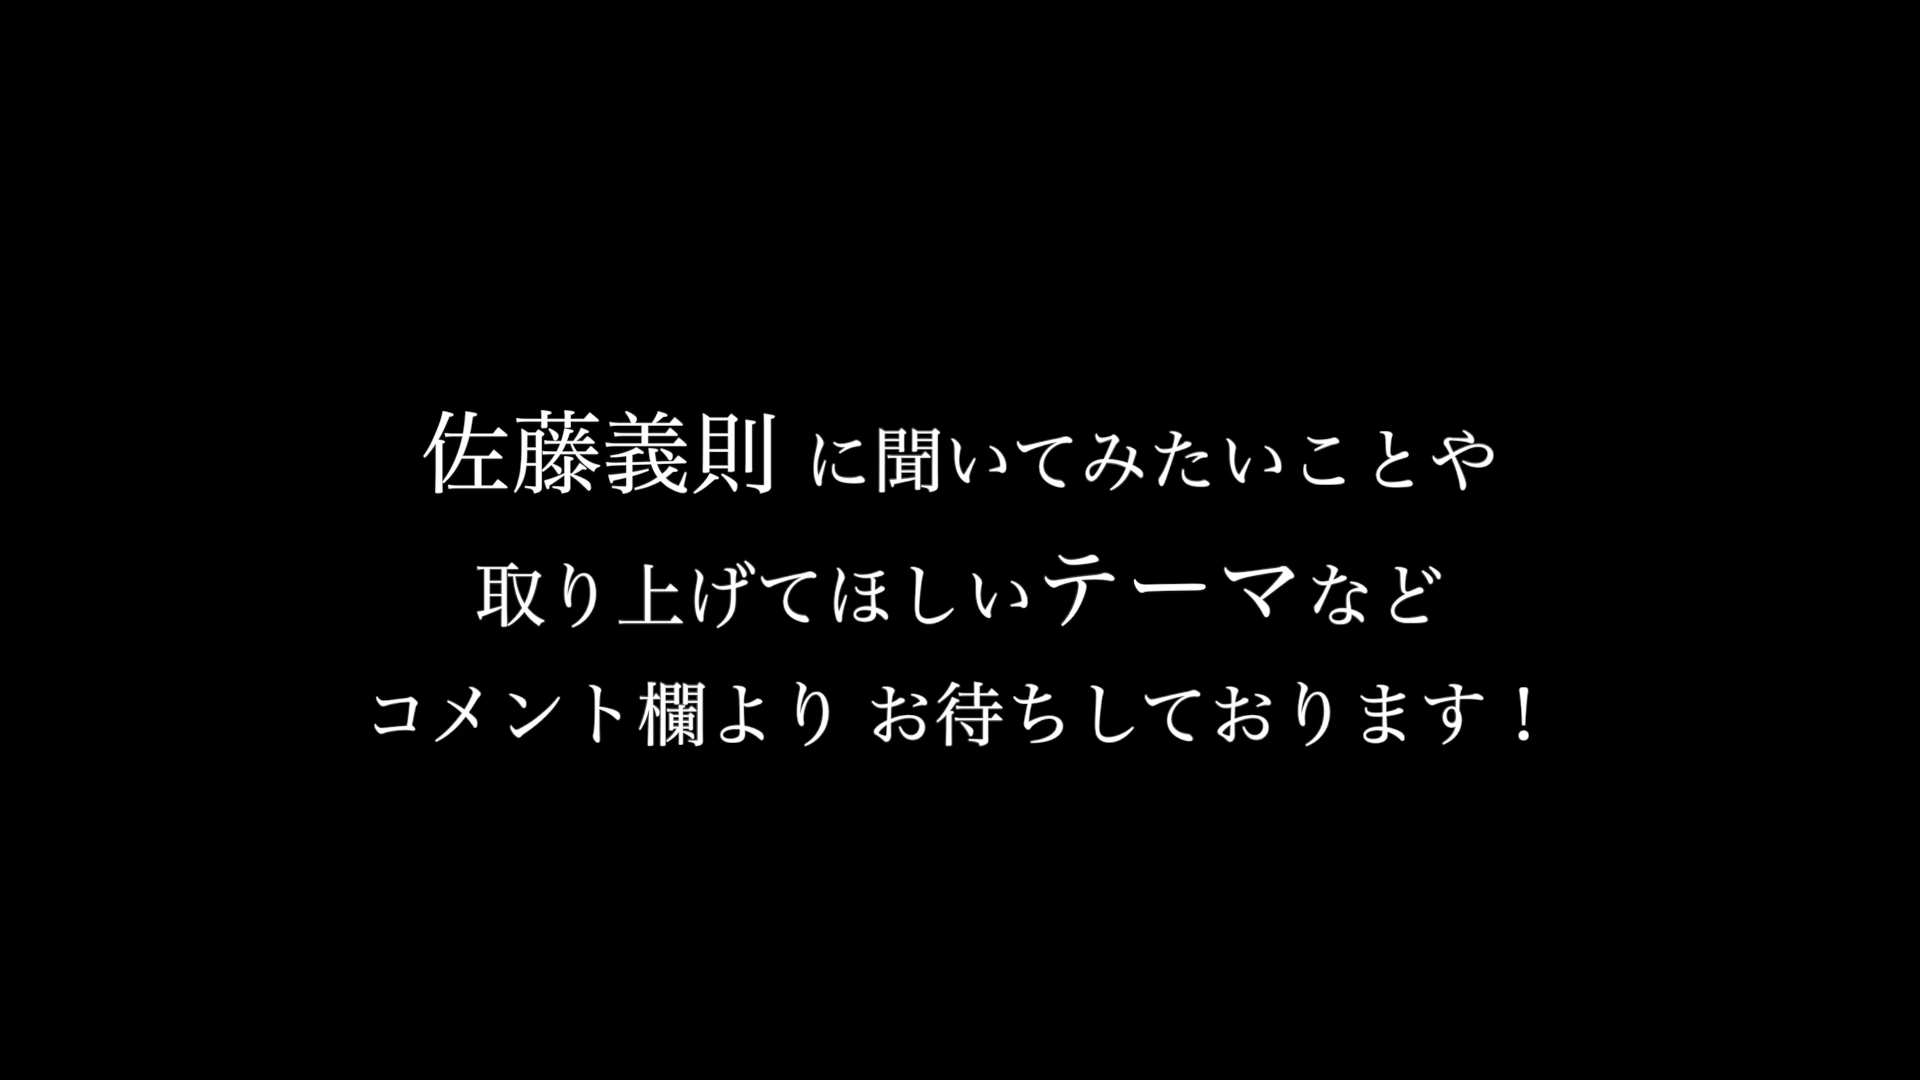 佐藤義則 に聞いてみたいことや
取り上げてほしいテーマなど
コメント欄より お待ちしております！